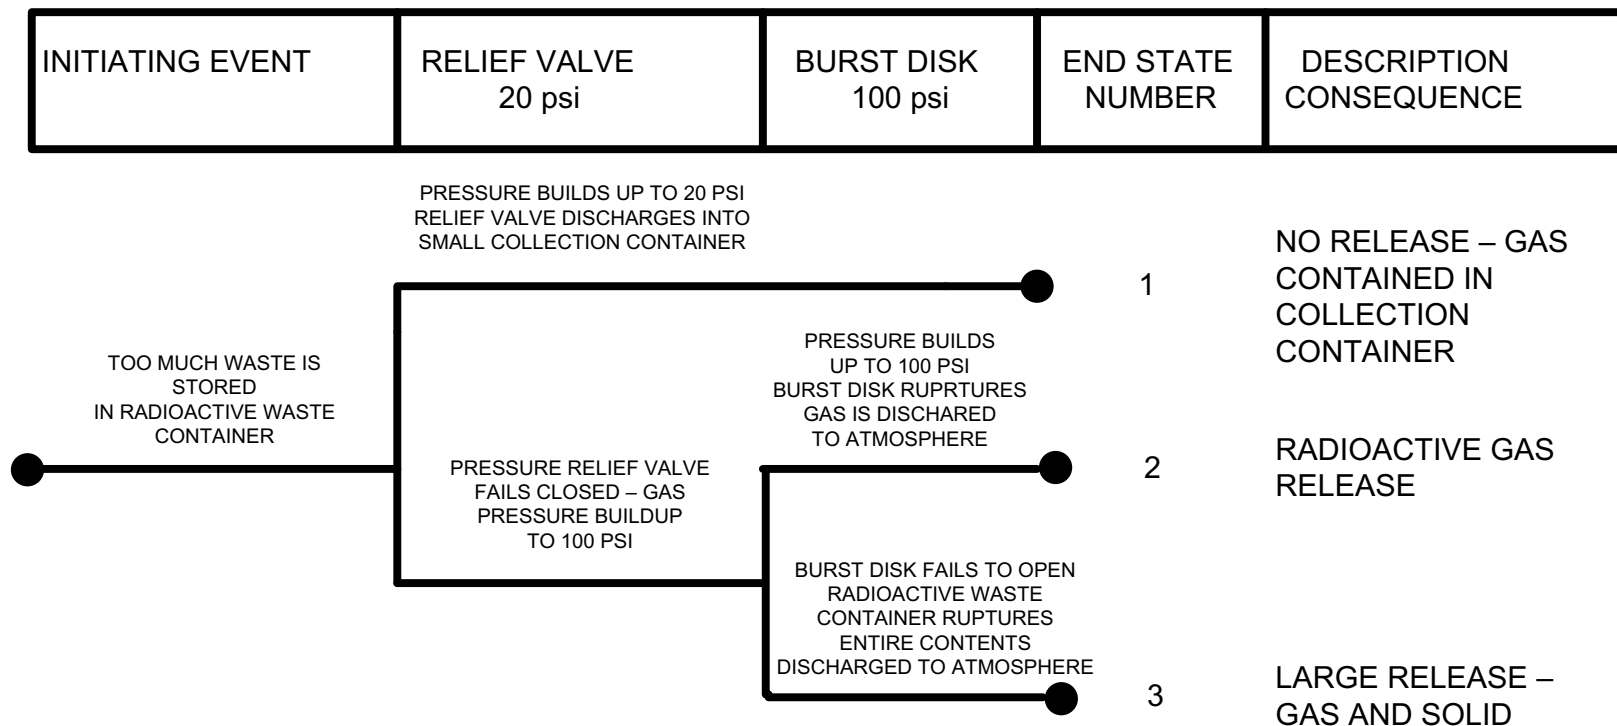 INITIATING EVENT
RELIEF VALVE
20 psi
BURST DISK
100 psi
END STATE
NUMBER
DESCRIPTION
CONSEQUENCE
PRESSURE BUILDS UP TO 20 PSI
RELIEF VALVE DISCHARGES INTO
SMALL COLLECTION CONTAINER
1
NO RELEASE – GAS
CONTAINED IN
COLLECTION
CONTAINER
TOO MUCH WASTE IS
STORED
IN RADIOACTIVE WASTE
CONTAINER
PRESSURE BUILDS
UP TO 100 PSI
BURST DISK RUPRTURES
GAS IS DISCHARED
TO ATMOSPHERE
2
RADIOACTIVE GAS
RELEASE
PRESSURE RELIEF VALVE
FAILS CLOSED – GAS
PRESSURE BUILDUP
TO 100 PSI
BURST DISK FAILS TO OPEN
RADIOACTIVE WASTE
CONTAINER RUPTURES
ENTIRE CONTENTS
DISCHARGED TO ATMOSPHERE
3
LARGE RELEASE –
GAS AND SOLID